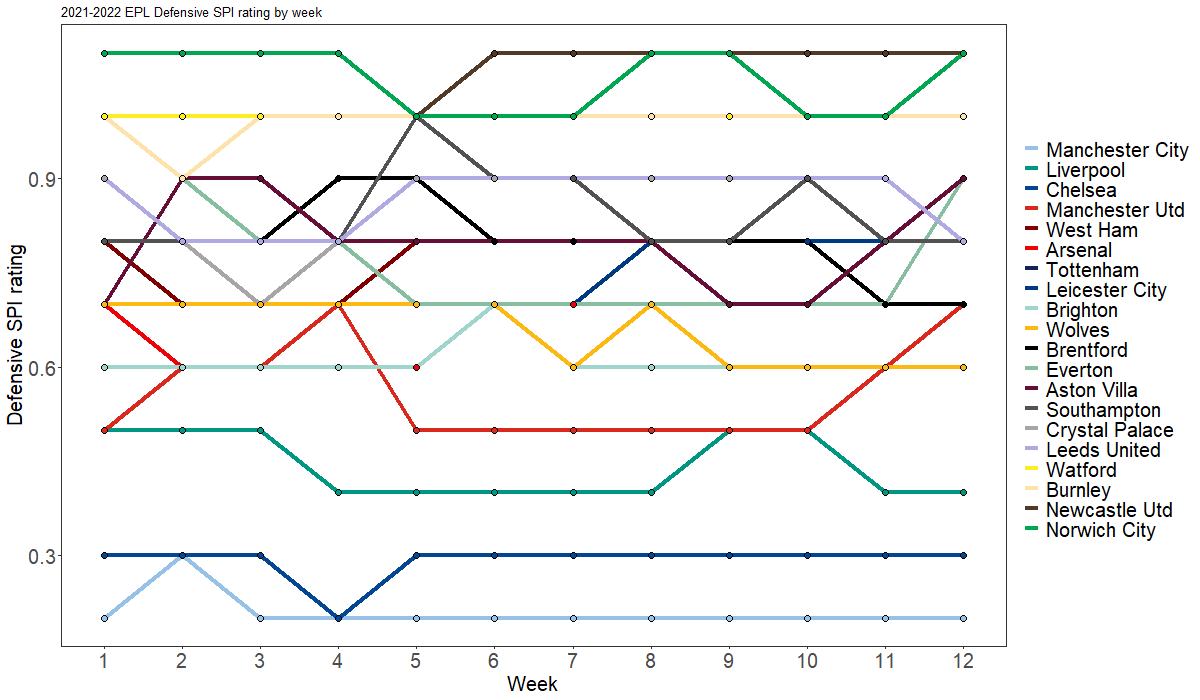 2021-2022 EPL Defensive SPI rating by week
Defensive SPI rating
0.9
0.6
0.3
1 2 3 4 5 6 7 8 9 10 11 12
Week
Manchester City
Liverpool
Chelsea
Manchester Utd
West Ham
Arsenal
Tottenham
Leicester City
Brighton
Wolves
Brentford
Everton
Aston Villa
Southampton
Crystal Palace
Leeds United
Watford
Burnley
Newcastle Utd
Norwich City